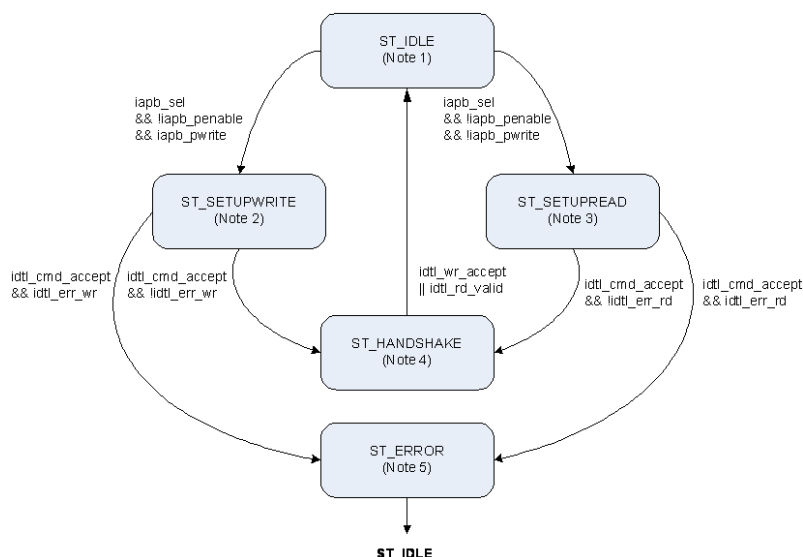 ST_IDLE
(Note 1)
iapb_sel
&& !iapb_penable
&& iapb_pwrite
iapb_sel
&& !iapb_penable
&& !iapb_pwrite
ST_SETUPWRITE
(Note 2)
ST_SETUPREAD
(Note 3)
idtl_cmd_accept
&& idtl_err_wr
idtl_cmd_accept
&& !idtl_err_wr
idtl_wr_accept
|| idtl_rd_valid
idtl_cmd_accept
&& !idtl_err_rd
idtl_cmd_accept
&& idtl_err_rd
ST_HANDSHAKE
(Note 4)
ST_ERROR
(Note 5)
ST_IDLE